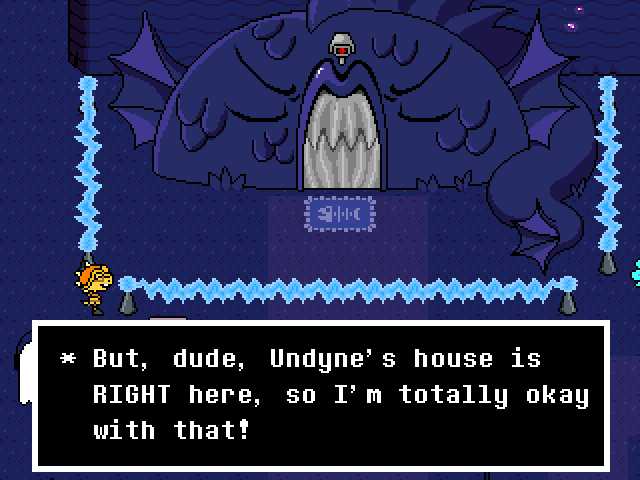 * But, dude, Undyne's house is
RIGHT here, so I'm totally okay
with that!